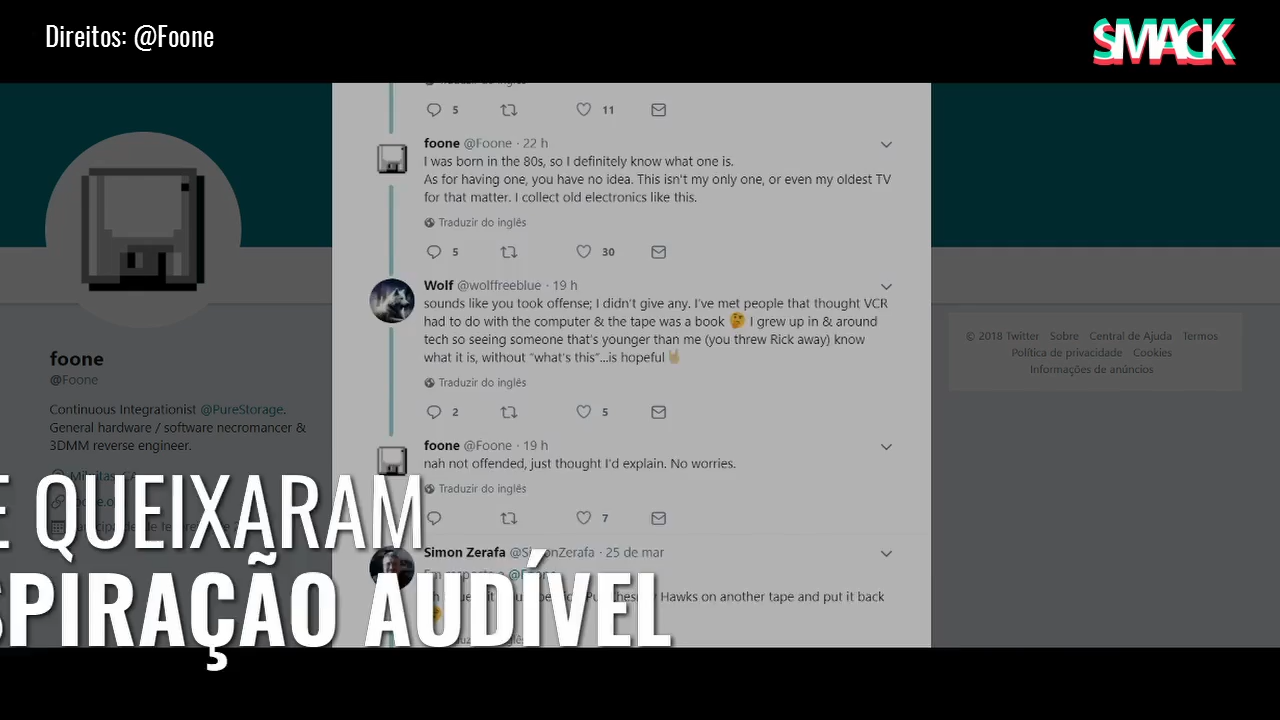 Direitos: @Foone
SMACK
5 11
foone @Foone · 22 h
I was born in the 80s, so I definitely know what one is.
As for having one, you have no idea. This isn't my only one, or even my oldest TV
for that matter. I collect old electronics like this.
Traduzir do inglês
5 30
Wolf @wolffreeblue · 19 h
sounds like you took offense; I didn't give any. I've met people that thought VCR
had to do with the computer & the tape was a book 🤔 I grew up in & around
tech so seeing someone that's younger than me (you threw Rick away) know
what it is, without "what's this"...is hopeful🤘
Traduzir do inglês
2 5
foone @Foone · 19 h
nah not offended, just thought I'd explain. No worries.
Traduzir do inglês
7
Simon Zerafa @SimonZerafa · 25 de mar
Hawks on another tape and put it back
foone
@Foone
Continuous Integrationist @PureStorage.
General hardware / software necromancer &
3DMM reverse engineer.
© 2018 Twitter Sobre Central de Ajuda Termos
Política de privacidade Cookies
Informações de anúncios
E QUEIXARAM
SPIRAÇÃO AUDÍVEL